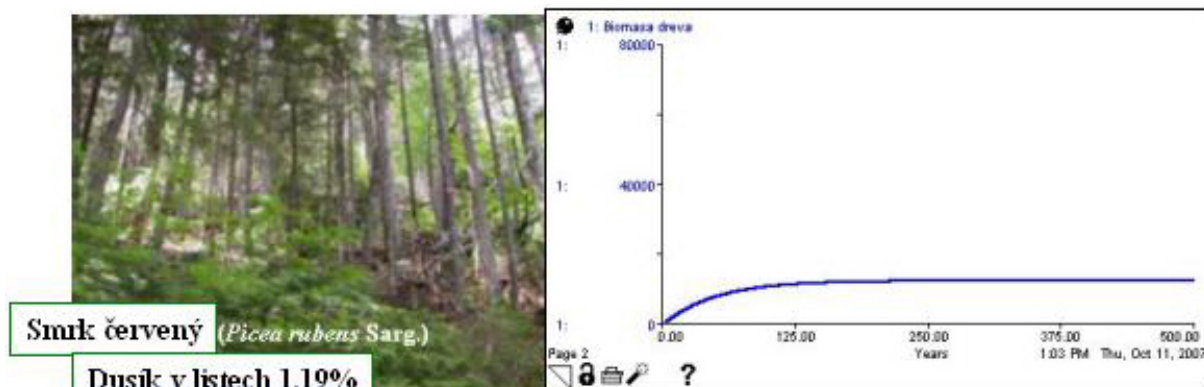 Smrk červený (Picea rubens Sarg.)
Dusík v listech 1,19%
1: Biomasa dreva
1: 80000
1: 40000
1: 0
0.00 125.00 250.00 375.00 500.00
Page 2 Years 1:03 PM Thu, Oct 11, 2007
?